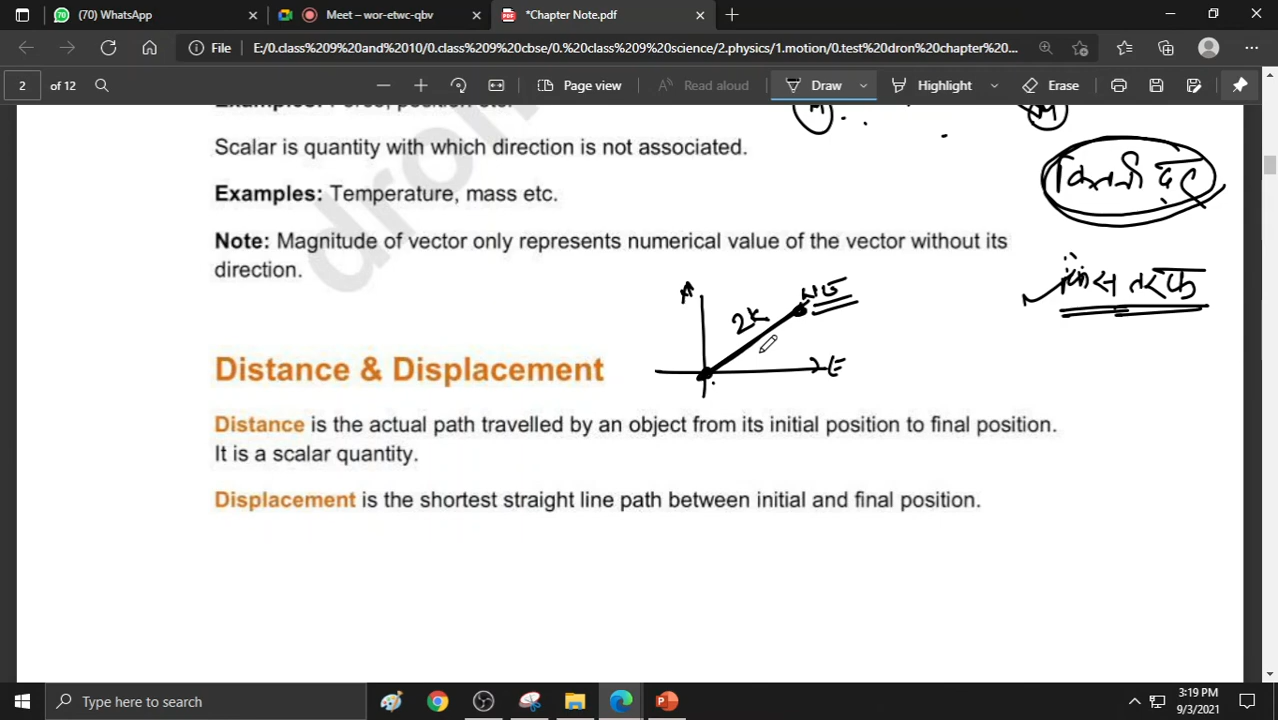 (70) WhatsApp
Meet – wor-etwc-qbv
*Chapter Note.pdf
File
E:/0.class%209%20and%2010/0.class%209%20cbse/0.%20class%209%20science/2.physics/1.motion/0.test%20dron%20chapter%20...
2 of 12
Page view
Read aloud
Draw
Highlight
Erase
Scalar is quantity with which direction is not associated.
Examples: Temperature, mass etc.
Note: Magnitude of vector only represents numerical value of the vector without its
direction.
कितनी दूर
किस तरफ
2K
E
Distance & Displacement
Distance is the actual path travelled by an object from its initial position to final position.
It is a scalar quantity.
Displacement is the shortest straight line path between initial and final position.
dron
Type here to search
3:19 PM
9/3/2021